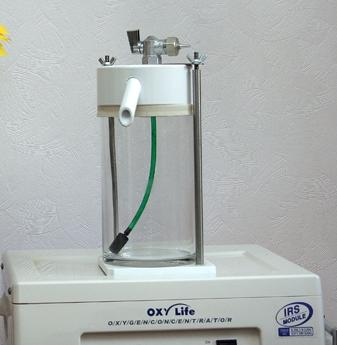 OXY Life
O/X/Y/G/E/N/C/O/N/C/E/N/T/R/A/T/O/R
IRS
MODULE